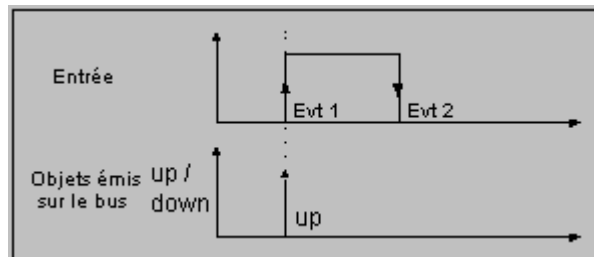 Entrée
Evt 1
Evt 2
Objets émis
sur le bus
up /
down
up